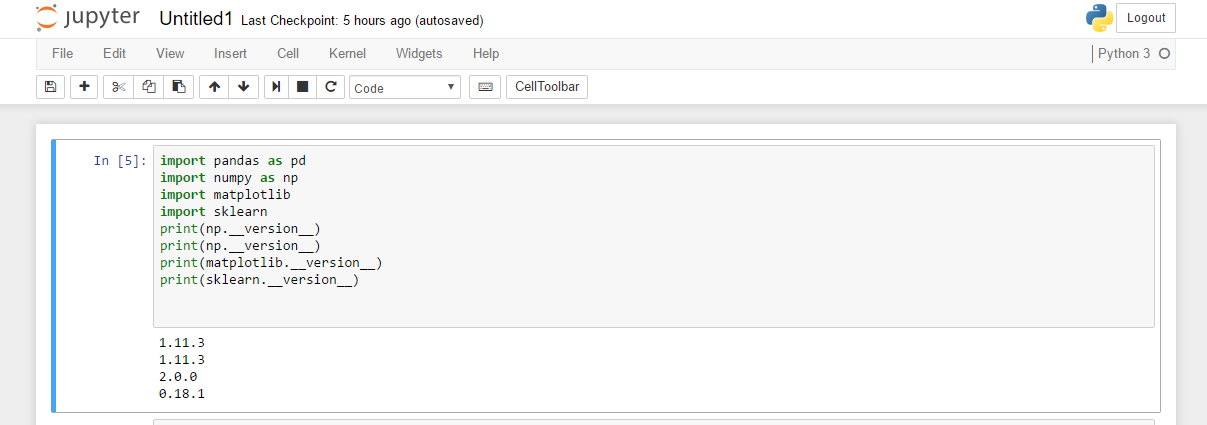 jupyter Untitled1 Last Checkpoint: 5 hours ago (autosaved) Logout
File Edit View Insert Cell Kernel Widgets Help Python 3
Code CellToolbar
In [5]: import pandas as pd
import numpy as np
import matplotlib
import sklearn
print(np.__version__)
print(np.__version__)
print(matplotlib.__version__)
print(sklearn.__version__)
1.11.3
1.11.3
2.0.0
0.18.1